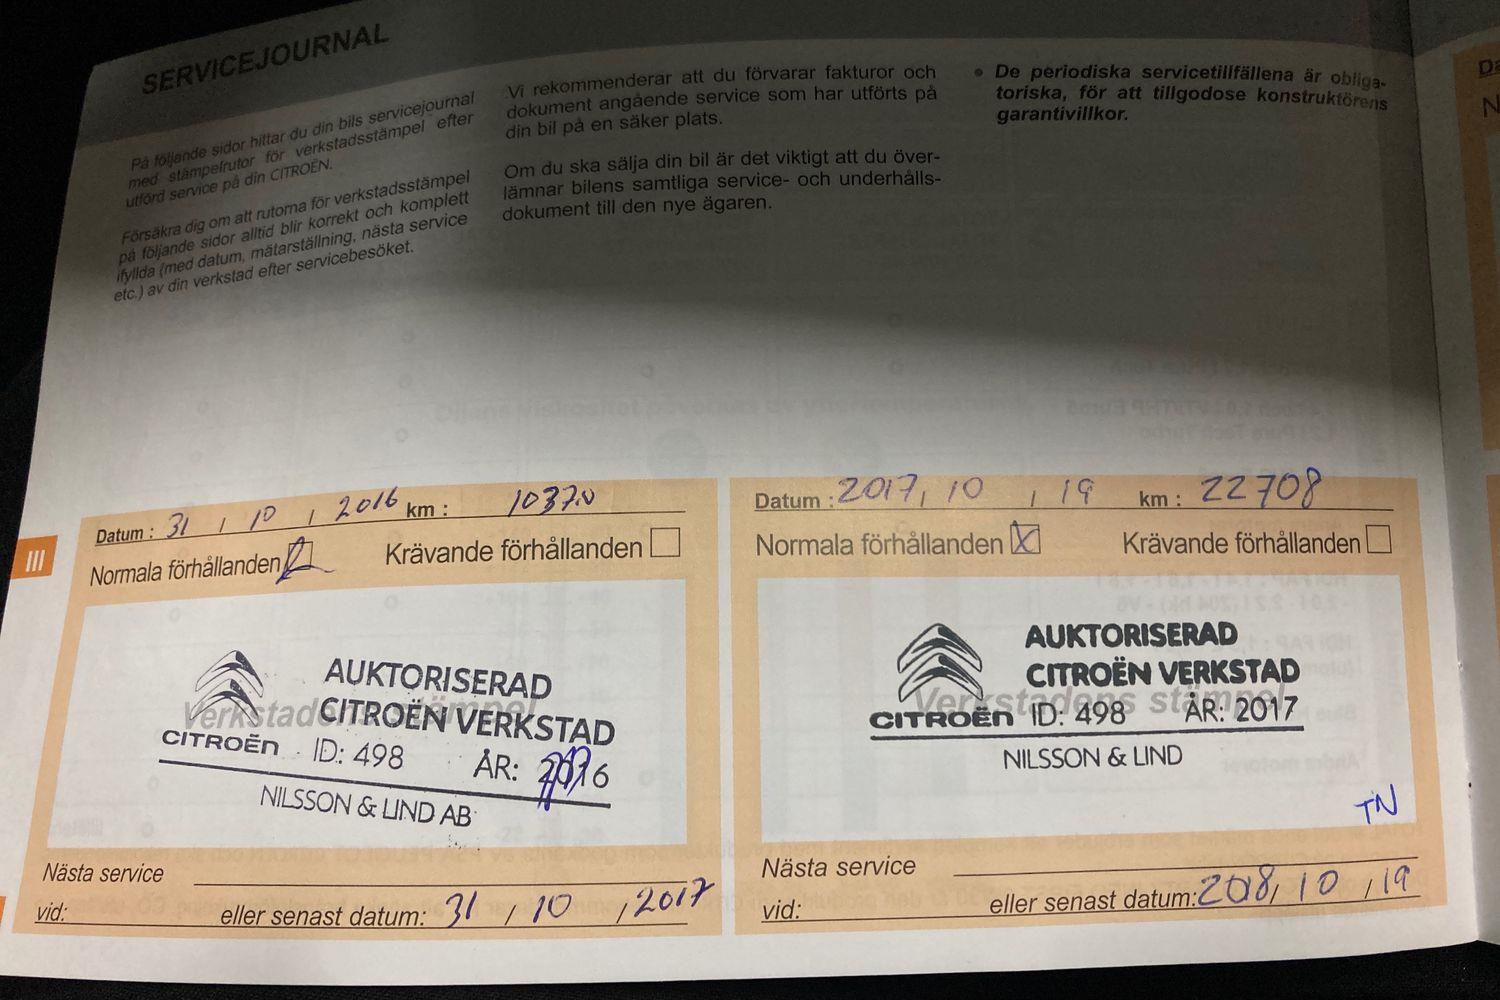 SERVICEJOURNAL
På följande sidor hittar du din bils servicejournal
med stämpelrutor för verkstadsstämpel efter
utförd service på din CITROËN.
Försäkra dig om att rutorna för verkstadsstämpel
på följande sidor alltid blir korrekt och komplett
ifyllda (med datum, mätarställning, nästa service
etc.) av din verkstad efter servicebesöket.
Vi rekommenderar att du förvarar fakturor och
dokument angående service som har utförts på
din bil på en säker plats.
Om du ska sälja din bil är det viktigt att du över-
lämnar bilens samtliga service- och underhålls-
dokument till den nye ägaren.
• De periodiska servicetillfällena är obliga-
toriska, för att tillgodose konstruktörens
garantivillkor.
III
Datum : 31 / 10 / 2016 km : 10370
Normala förhållanden Krävande förhållanden
Verkstadens stämpel
AUKTORISERAD
CITROËN VERKSTAD
CITROËN ID: 498 ÅR: 2016
NILSSON & LIND AB
Nästa service
vid: eller senast datum: 31 / 10 / 2017
Datum : 2017 / 10 / 19 km : 22708
Normala förhållanden X Krävande förhållanden
Verkstadens stämpel
AUKTORISERAD
CITROËN VERKSTAD
CITROËN ID: 498 ÅR: 2017
NILSSON & LIND
TN
Nästa service
vid: eller senast datum: 2018 / 10 / 19